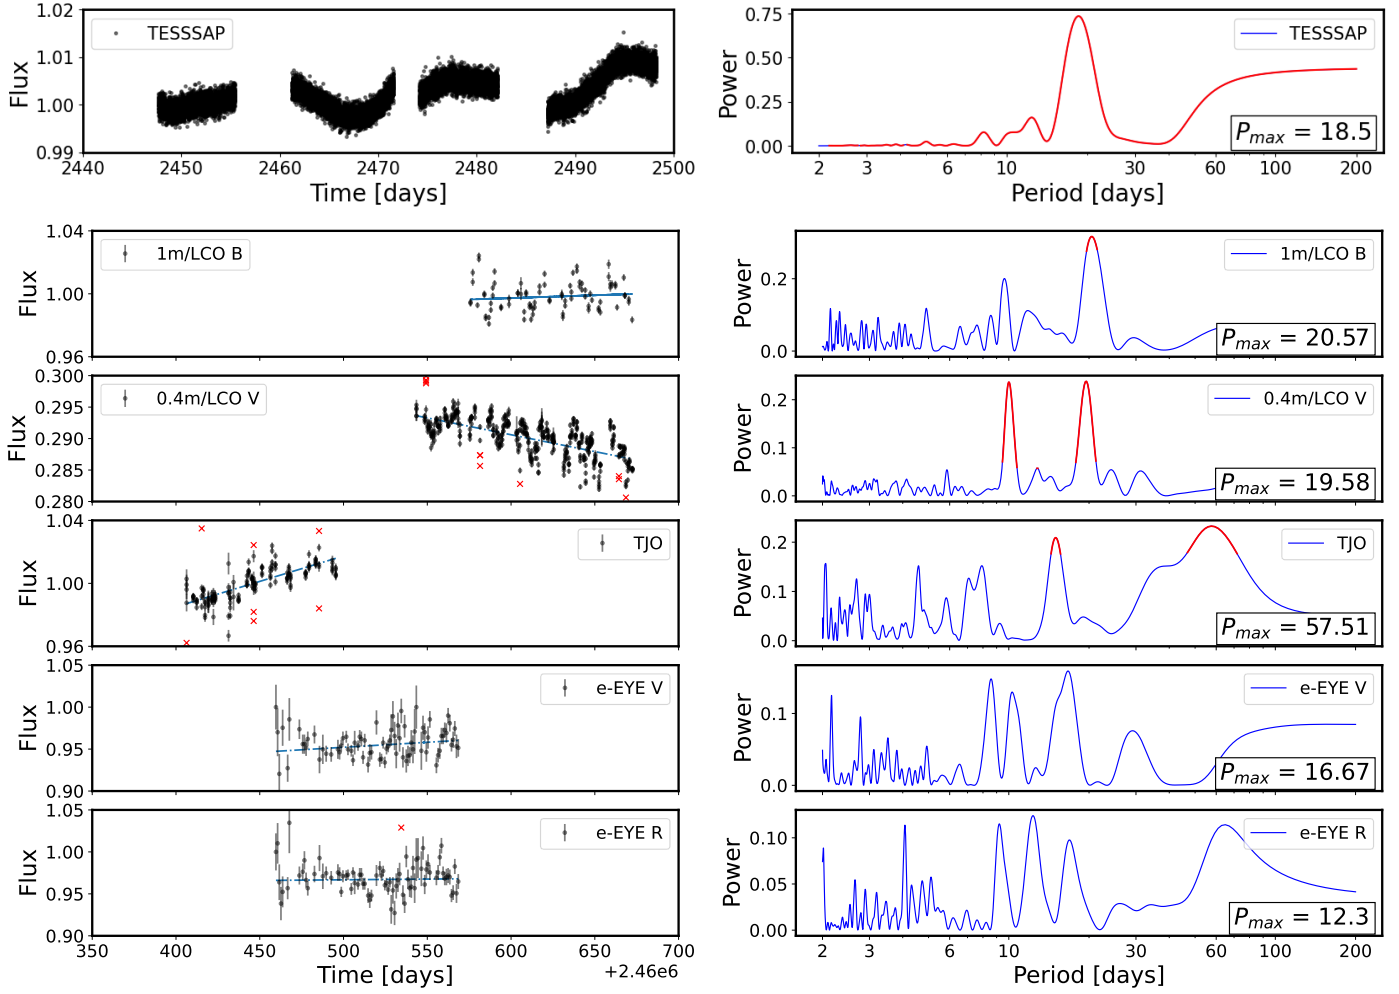 1.02
1.01
1.00
0.99
Flux
TESSSAP
2440
2450
2460
2470
2480
2490
2500
Time [days]
0.75
0.50
0.25
0.00
Power
TESSSAP
P_max = 18.5
2
3
10
30
60
100
200
Period [days]
1.04
1.00
0.96
Flux
1m/LCO B
0.2
0.0
Power
1m/LCO B
P_max = 20.57
0.300
0.295
0.290
0.285
0.280
Flux
0.4m/LCO V
0.2
0.1
0.0
Power
0.4m/LCO V
P_max = 19.58
1.04
1.00
0.96
Flux
TJO
0.2
0.1
0.0
Power
TJO
P_max = 57.51
1.05
1.00
0.95
0.90
Flux
e-EYE V
0.1
0.0
Power
e-EYE V
P_max = 16.67
1.05
1.00
0.95
0.90
Flux
e-EYE R
350
400
450
500
550
600
650
700
Time [days]
+2.46e6
0.10
0.05
0.00
Power
e-EYE R
P_max = 12.3
2
3
10
30
60
100
200
Period [days]